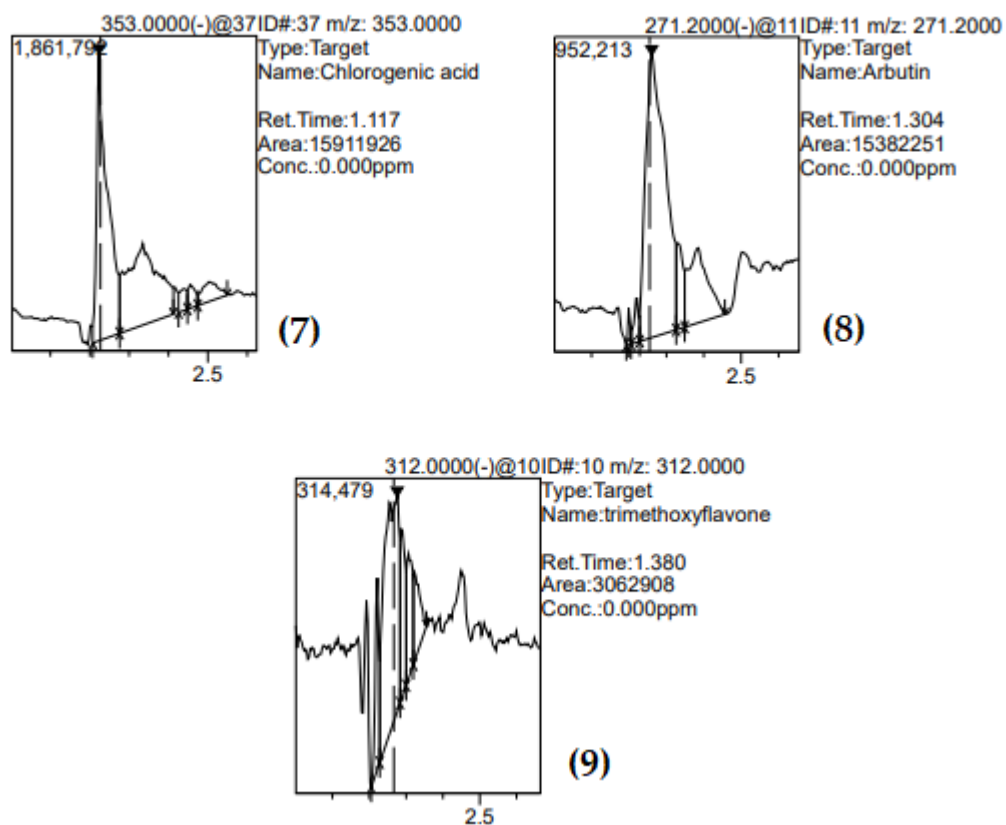 353.0000(-)@37ID#:37 m/z: 353.0000
1,861,792
Type:Target
Name:Chlorogenic acid
Ret.Time:1.117
Area:15911926
Conc.:0.000ppm
(7)
2.5
271.2000(-)@11ID#:11 m/z: 271.2000
952,213
Type:Target
Name:Arbutin
Ret.Time:1.304
Area:15382251
Conc.:0.000ppm
(8)
2.5
312.0000(-)@10ID#:10 m/z: 312.0000
314,479
Type:Target
Name:trimethoxyflavone
Ret.Time:1.380
Area:3062908
Conc.:0.000ppm
(9)
2.5